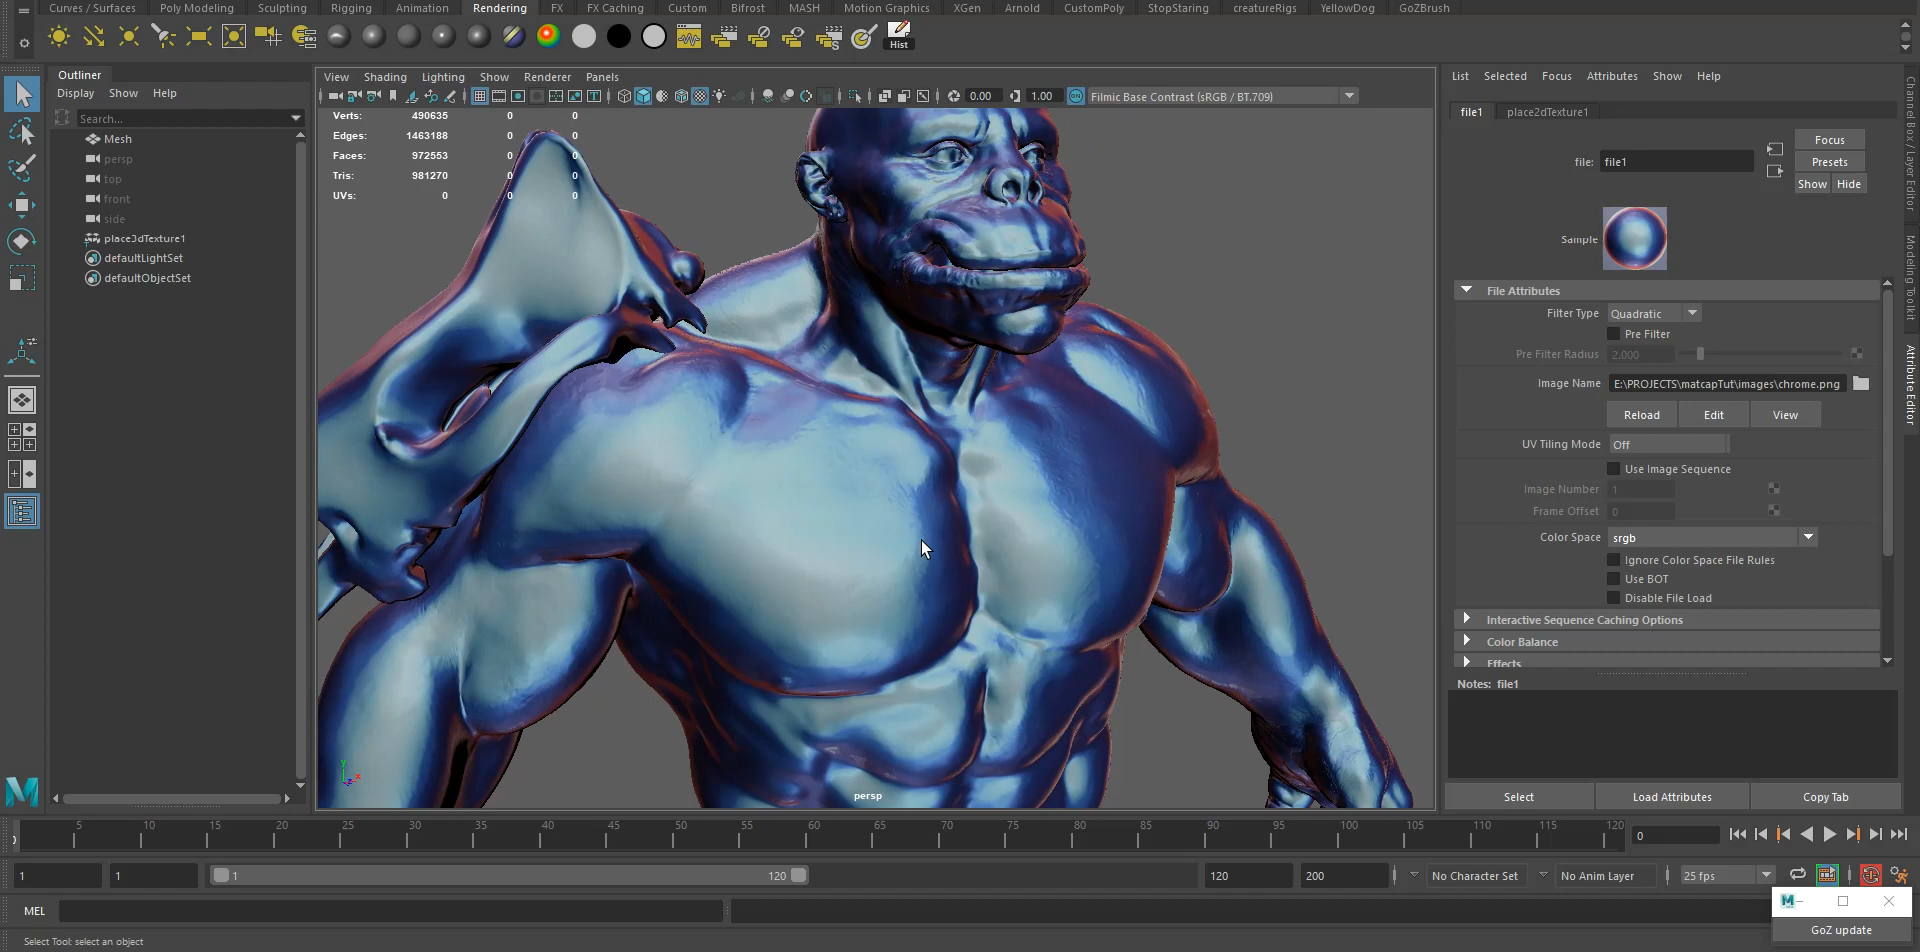 Curves / Surfaces Poly Modeling Sculpting Rigging Animation Rendering FX FX Caching Custom Bifrost MASH Motion Graphics XGen Arnold CustomPoly StopStaring creatureRigs YellowDog GoZBrush
Hist
Outliner
Display Show Help
Search...
Mesh
persp
top
front
side
place3dTexture1
defaultLightSet
defaultObjectSet
View Shading Lighting Show Renderer Panels
0.00 1.00 ON Filmic Base Contrast (sRGB / BT.709)
Verts: 490635 0 0
Edges: 1463188 0 0
Faces: 972553 0 0
Tris: 981270 0 0
UVs: 0 0 0
y
x
z
persp
List Selected Focus Attributes Show Help
file1 place2dTexture1
file: file1
Focus
Presets
Show Hide
Sample
File Attributes
Filter Type Quadratic
Pre Filter
Pre Filter Radius 2.000
Image Name E:\PROJECTS\matcapTut\images\chrome.png
Reload Edit View
UV Tiling Mode Off
Use Image Sequence
Image Number 1
Frame Offset 0
Color Space srgb
Ignore Color Space File Rules
Use BOT
Disable File Load
Interactive Sequence Caching Options
Color Balance
Effects
Notes: file1
Select Load Attributes Copy Tab
Channel Box / Layer Editor
Modeling Toolkit
Attribute Editor
5 10 15 20 25 30 35 40 45 50 55 60 65 70 75 80 85 90 95 100 105 110 115 120
0
1 1 1 120 120 200 No Character Set No Anim Layer 25 fps
MEL
GoZ update
Select Tool: select an object